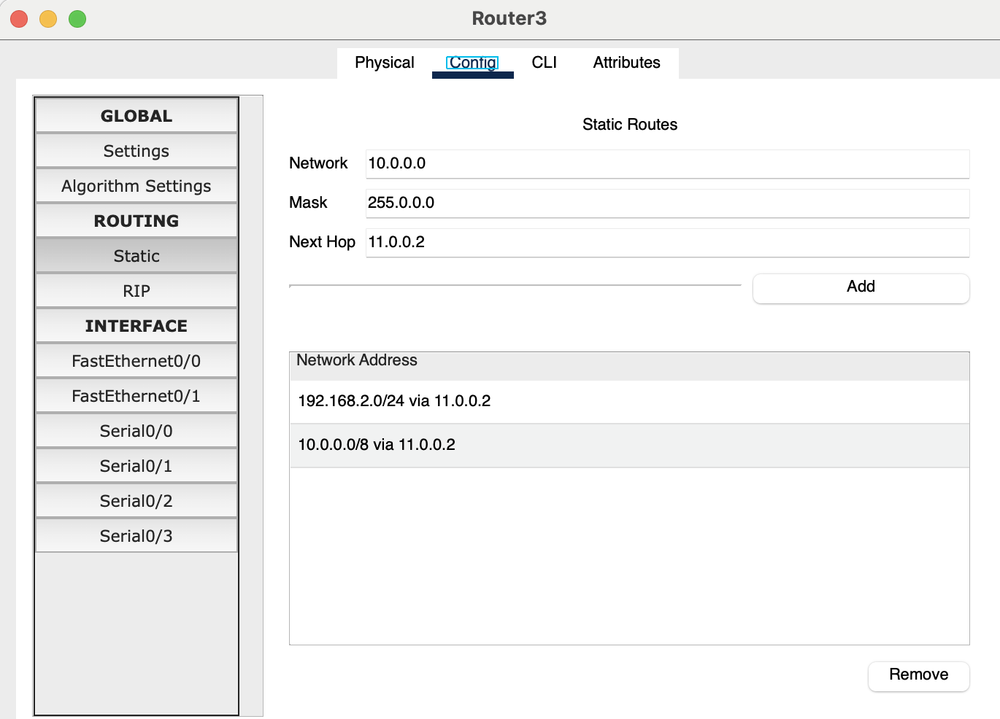 Router3
Physical Config CLI Attributes
GLOBAL
Settings
Algorithm Settings
ROUTING
Static
RIP
INTERFACE
FastEthernet0/0
FastEthernet0/1
Serial0/0
Serial0/1
Serial0/2
Serial0/3
Static Routes
Network 10.0.0.0
Mask 255.0.0.0
Next Hop 11.0.0.2
Add
Network Address
192.168.2.0/24 via 11.0.0.2
10.0.0.0/8 via 11.0.0.2
Remove